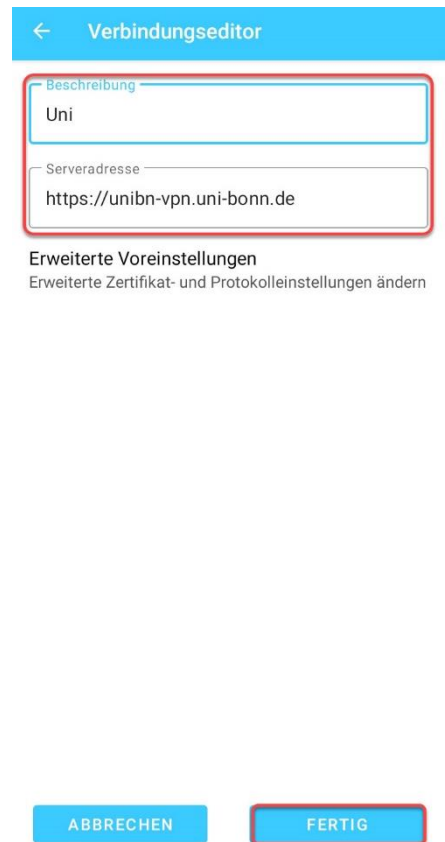 Verbindungseditor
Beschreibung
Uni
Serveradresse
https://unibn-vpn.uni-bonn.de
Erweiterte Voreinstellungen
Erweiterte Zertifikat- und Protokolleinstellungen ändern
ABBRECHEN
FERTIG